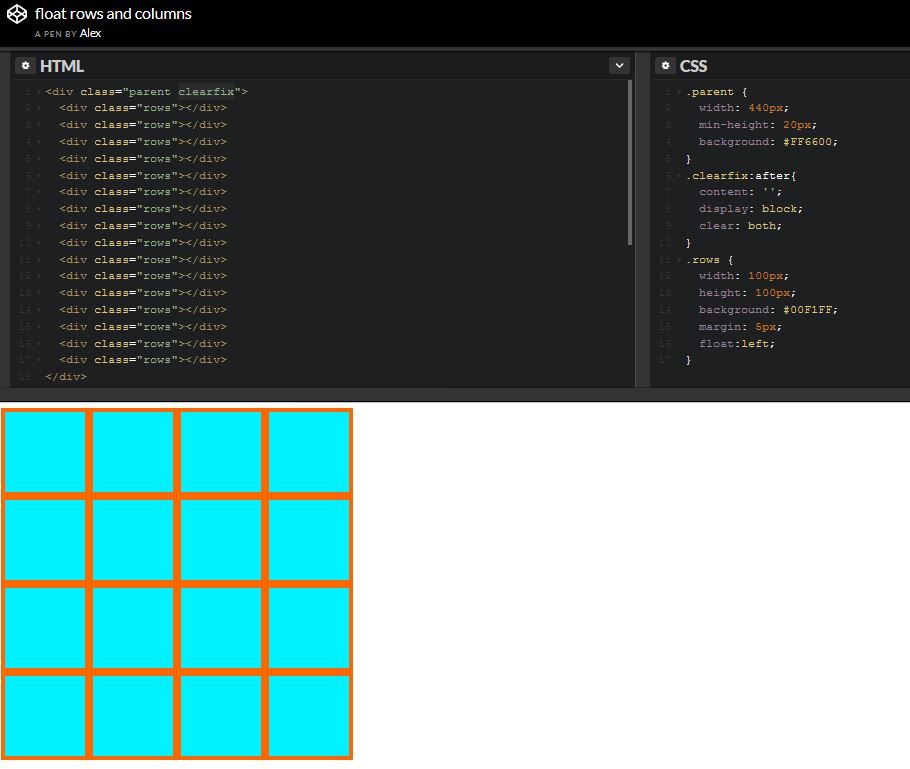 float rows and columns
A PEN BY Alex
HTML
1 <div class="parent clearfix">
2 <div class="rows"></div>
3 <div class="rows"></div>
4 <div class="rows"></div>
5 <div class="rows"></div>
6 <div class="rows"></div>
7 <div class="rows"></div>
8 <div class="rows"></div>
9 <div class="rows"></div>
10 <div class="rows"></div>
11 <div class="rows"></div>
12 <div class="rows"></div>
13 <div class="rows"></div>
14 <div class="rows"></div>
15 <div class="rows"></div>
16 <div class="rows"></div>
17 <div class="rows"></div>
</div>
CSS
1 .parent {
2 width: 440px;
3 min-height: 20px;
4 background: #FF6600;
5 }
6 .clearfix:after{
7 content: '';
8 display: block;
9 clear: both;
10 }
11 .rows {
12 width: 100px;
13 height: 100px;
14 background: #00F1FF;
15 margin: 5px;
16 float:left;
17 }